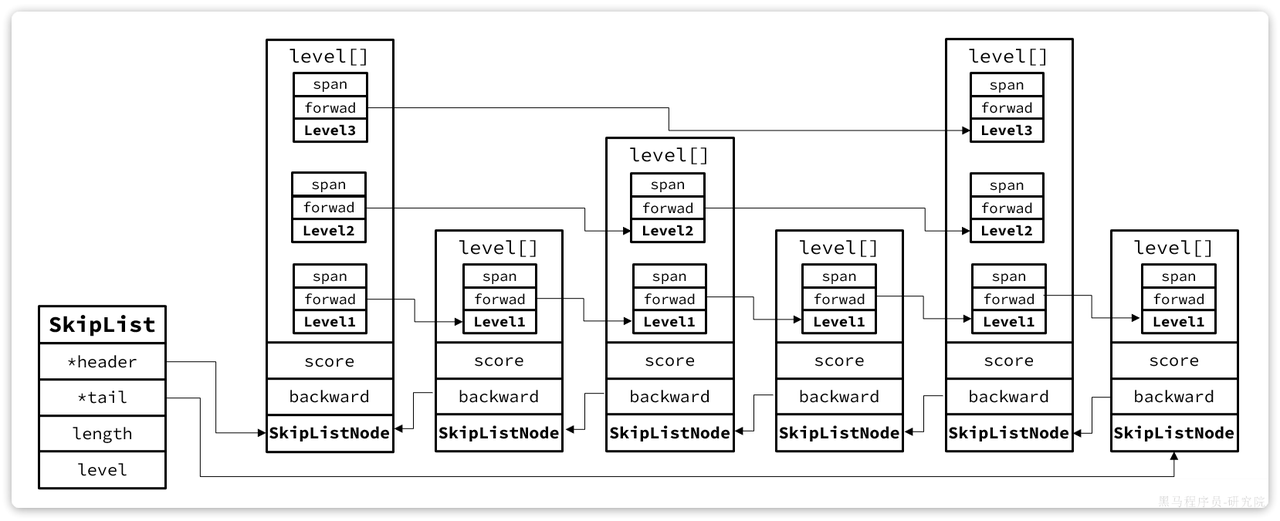 SkipList
*header
*tail
length
level
level[]
span
forwad
Level3
span
forwad
Level2
span
forwad
Level1
score
backward
SkipListNode
level[]
span
forwad
Level1
score
backward
SkipListNode
level[]
span
forwad
Level2
span
forwad
Level1
score
backward
SkipListNode
level[]
span
forwad
Level1
score
backward
SkipListNode
level[]
span
forwad
Level3
span
forwad
Level2
span
forwad
Level1
score
backward
SkipListNode
level[]
span
forwad
Level1
score
backward
SkipListNode
黑马程序员-研究院